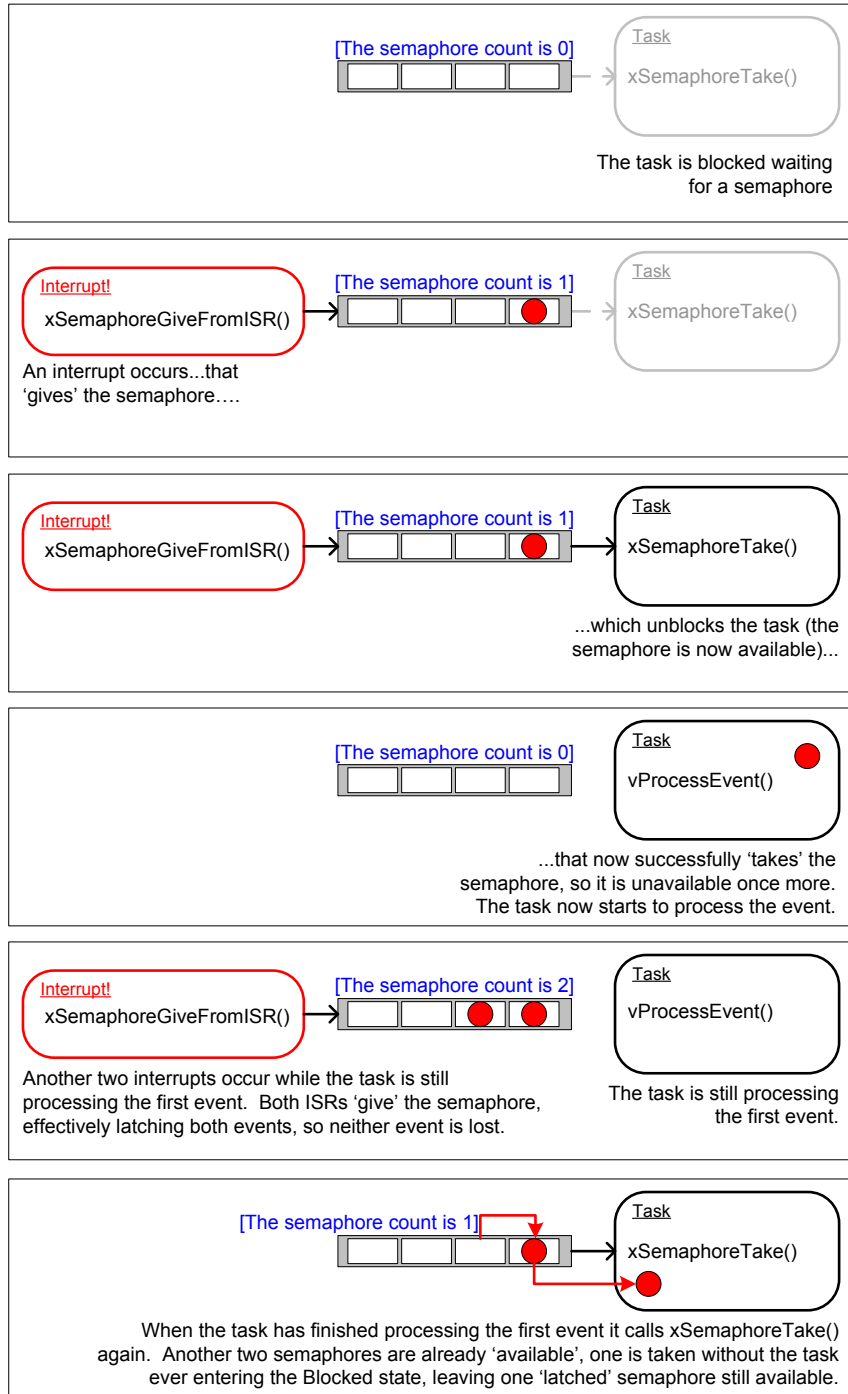 [The semaphore count is 0]
Task
xSemaphoreTake()
The task is blocked waiting
for a semaphore
Interrupt!
xSemaphoreGiveFromISR()
[The semaphore count is 1]
Task
xSemaphoreTake()
An interrupt occurs...that
‘gives’ the semaphore….
Interrupt!
xSemaphoreGiveFromISR()
[The semaphore count is 1]
Task
xSemaphoreTake()
...which unblocks the task (the
semaphore is now available)...
[The semaphore count is 0]
Task
vProcessEvent()
...that now successfully ‘takes’ the
semaphore, so it is unavailable once more.
The task now starts to process the event.
Interrupt!
xSemaphoreGiveFromISR()
[The semaphore count is 2]
Task
vProcessEvent()
Another two interrupts occur while the task is still
processing the first event.  Both ISRs ‘give’ the semaphore,
effectively latching both events, so neither event is lost.
The task is still processing
the first event.
[The semaphore count is 1]
Task
xSemaphoreTake()
When the task has finished processing the first event it calls xSemaphoreTake()
again.  Another two semaphores are already ‘available’, one is taken without the task
ever entering the Blocked state, leaving one ‘latched’ semaphore still available.